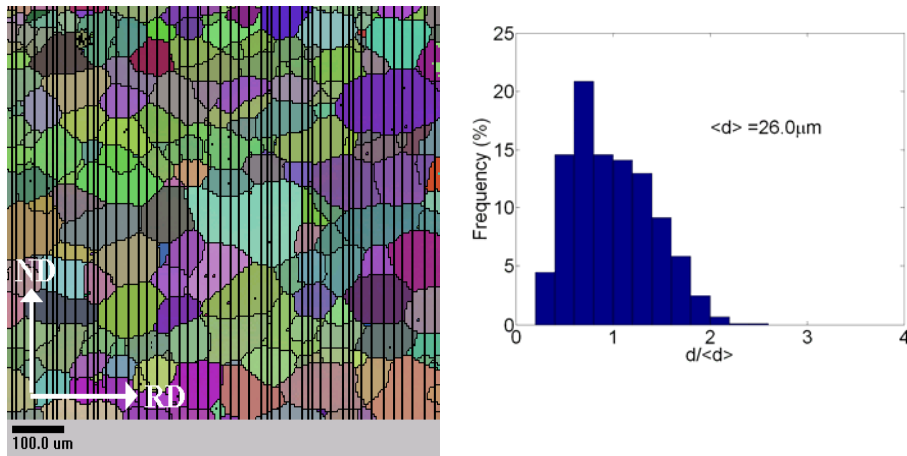 ND
RD
100.0 um
25
20
15
10
5
0
Frequency (%)
<d> =26.0μm
0 1 2 3 4
d/<d>